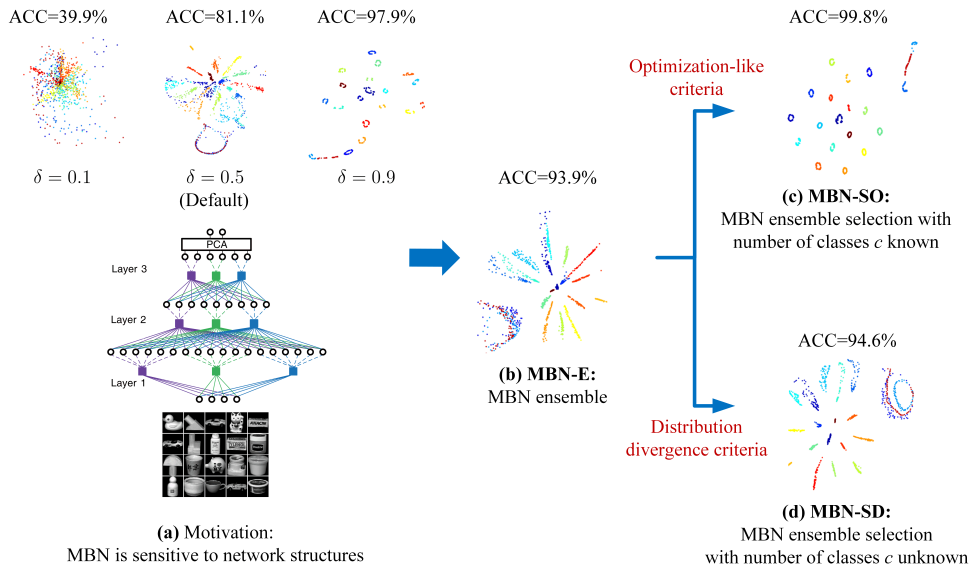 ACC=39.9%
ACC=81.1%
ACC=97.9%
δ = 0.1
δ = 0.5
(Default)
δ = 0.9
PCA
Layer 3
Layer 2
Layer 1
(a) Motivation:
MBN is sensitive to network structures
ACC=93.9%
(b) MBN-E:
MBN ensemble
Optimization-like
criteria
ACC=99.8%
(c) MBN-SO:
MBN ensemble selection with
number of classes c known
Distribution
divergence criteria
ACC=94.6%
(d) MBN-SD:
MBN ensemble selection
with number of classes c unknown